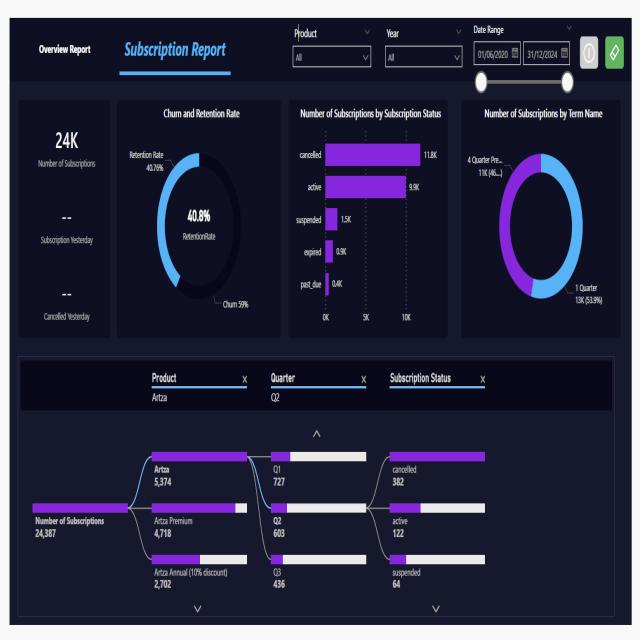 Overview Report
Subscription Report
Product
All
Year
All
Date Range
01/06/2020
31/12/2024
24K
Number of Subscriptions
--
Subscription Yesterday
--
Cancelled Yesterday
Churn and Retention Rate
Retention Rate
40.76%
40.8%
RetentionRate
Churn 59%
Number of Subscriptions by Subscription Status
cancelled
11.8K
active
9.9K
suspended
1.5K
expired
0.9K
past_due
0.4K
0K
5K
10K
Number of Subscriptions by Term Name
4 Quarter Pre...
11K (46....)
1 Quarter
13K (53.9%)
Product
x
Artza
Quarter
x
Q2
Subscription Status
x
Number of Subscriptions
24,387
Artza
5,374
Artza Premium
4,718
Artza Annual (10% discount)
2,702
Q1
727
Q2
603
Q3
436
cancelled
382
active
122
suspended
64